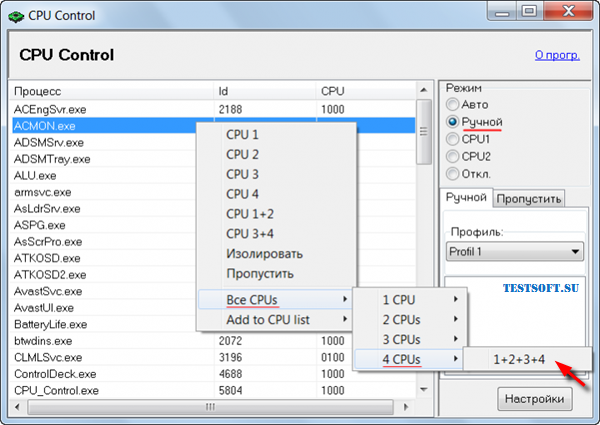 CPU Control
CPU Control
О прогр.
Процесс Id CPU
ACEngSvr.exe 2188 1000
ACMON.exe
ADSMSrv.exe
ADSMTray.exe
ALU.exe
armsvc.exe
AsLdrSrv.exe
ASPG.exe
AsScrPro.exe
ATKOSD.exe
ATKOSD2.exe
AvastSvc.exe
AvastUI.exe
BatteryLife.exe
btwdins.exe 2072 1000
CLMLSvc.exe 3196 0100
ControlDeck.exe 4688 1000
CPU_Control.exe 5804 1000
CPU 1
CPU 2
CPU 3
CPU 4
CPU 1+2
CPU 3+4
Изолировать
Пропустить
Все CPUs
Add to CPU list
1 CPU
2 CPUs
3 CPUs
4 CPUs
1+2+3+4
Режим
Авто
Ручной
CPU1
CPU2
Откл.
Ручной Пропустить
Профиль:
Profil 1
TESTSOFT.SU
Настройки